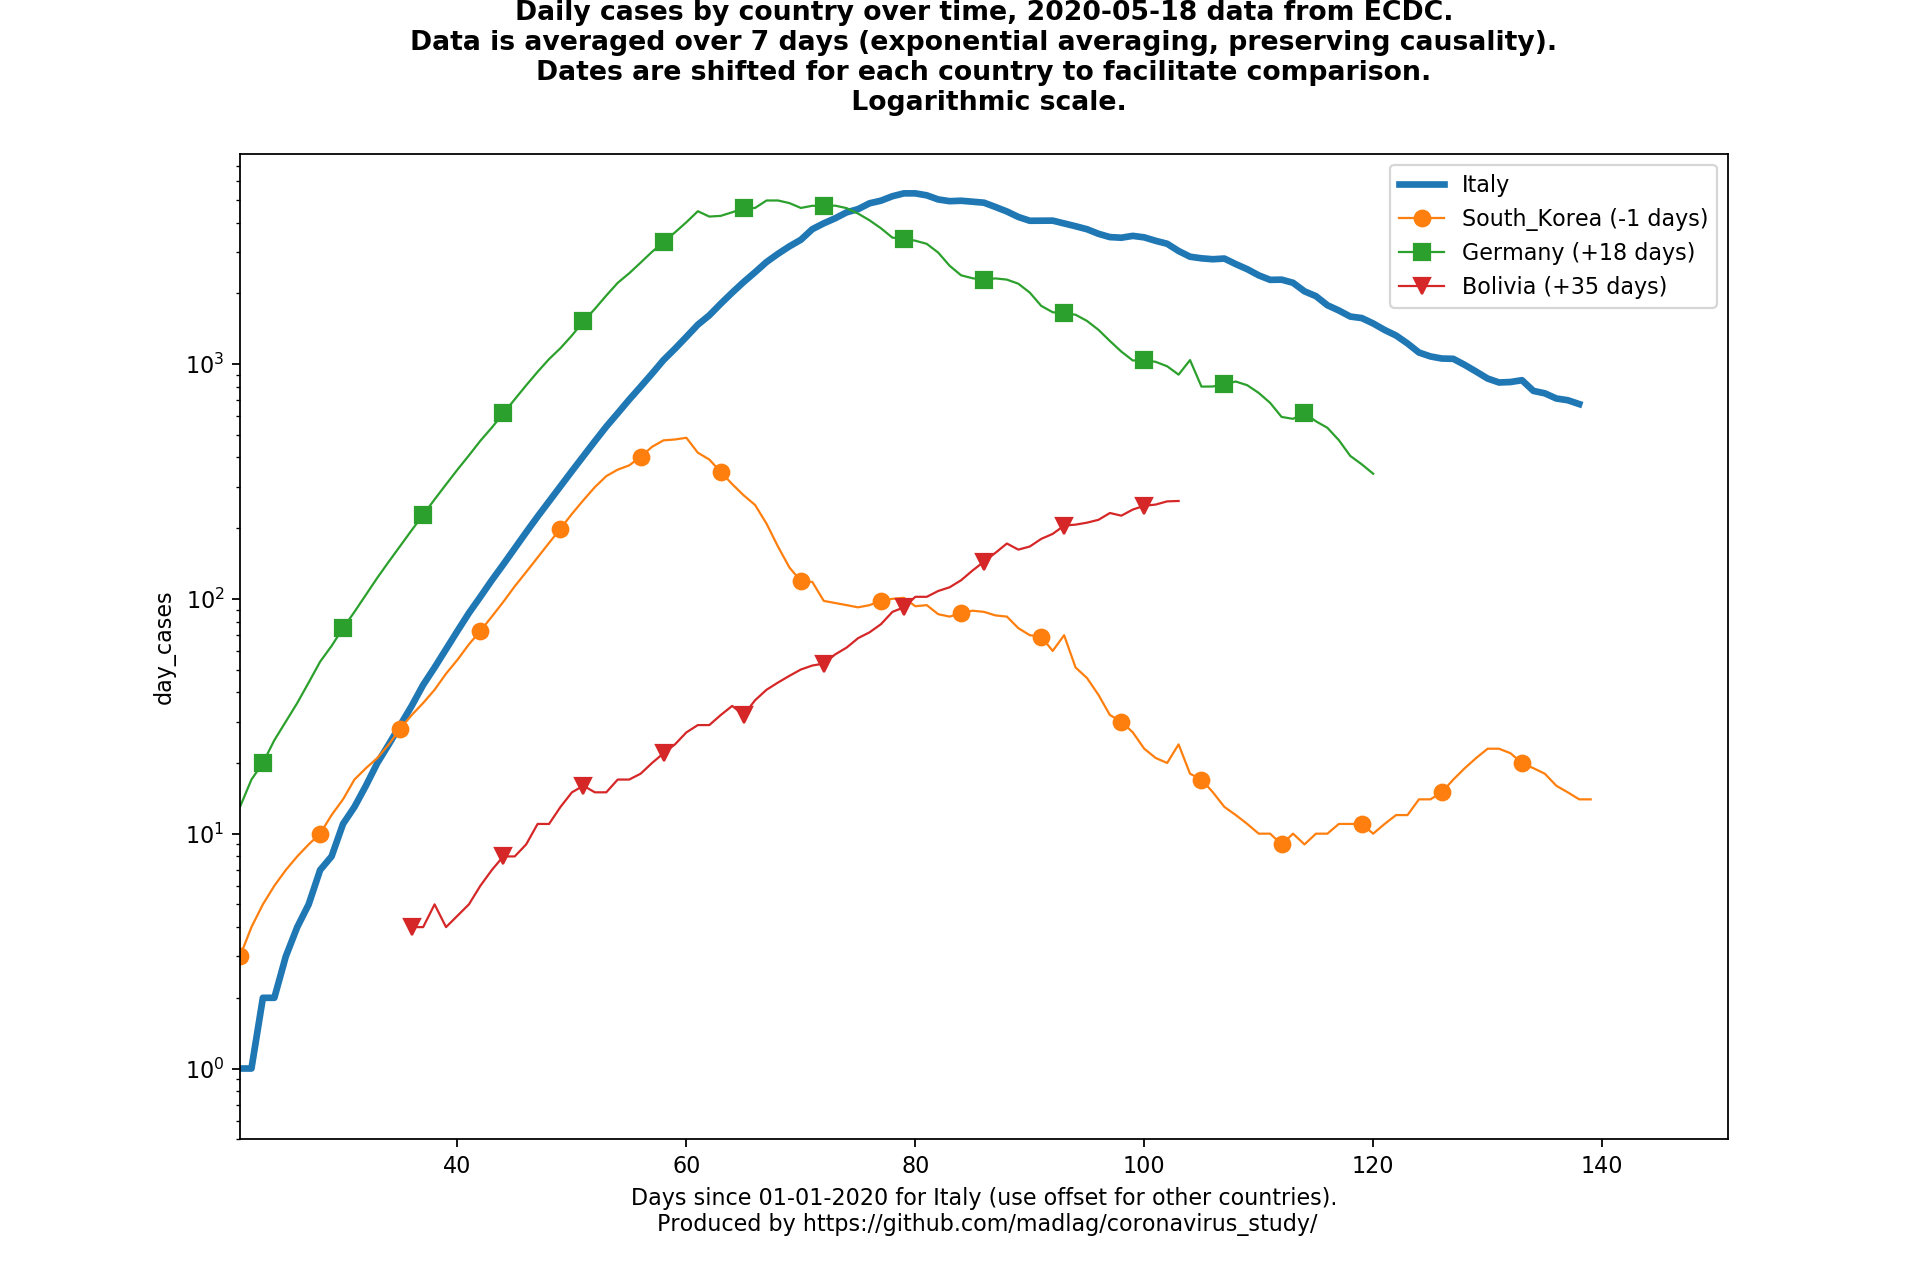 Daily cases by country over time, 2020-05-18 data from ECDC.
Data is averaged over 7 days (exponential averaging, preserving causality).
Dates are shifted for each country to facilitate comparison.
Logarithmic scale.
Italy
South_Korea (-1 days)
Germany (+18 days)
Bolivia (+35 days)
10³
10²
10¹
10⁰
day_cases
40 60 80 100 120 140
Days since 01-01-2020 for Italy (use offset for other countries).
Produced by https://github.com/madlag/coronavirus_study/